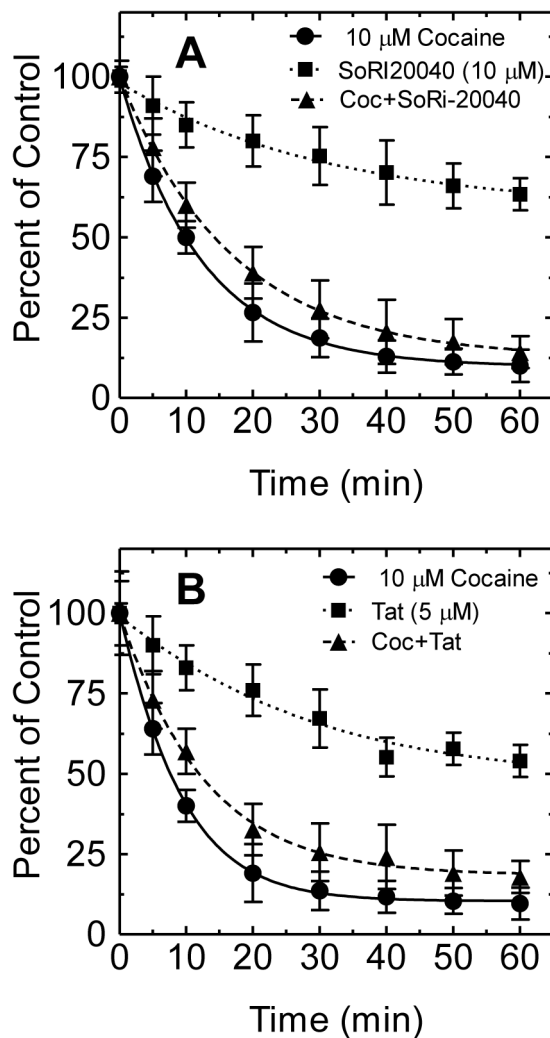 A
10 μM Cocaine
SoRI20040 (10 μM)
Coc+SoRi-20040
Percent of Control
100
75
50
25
0
0 10 20 30 40 50 60
Time (min)
B
10 μM Cocaine
Tat (5 μM)
Coc+Tat
Percent of Control
100
75
50
25
0
0 10 20 30 40 50 60
Time (min)